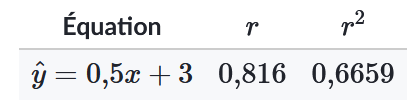 Équation r r²
ŷ = 0,5x + 3 0,816 0,6659